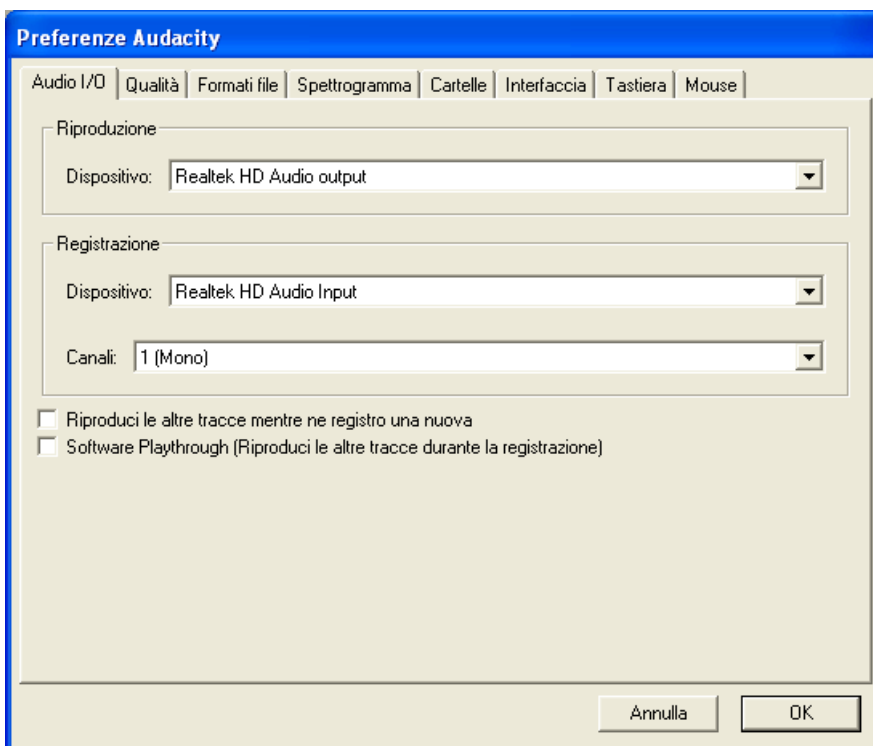 Preferenze Audacity
Audio I/O Qualità Formati file Spettrogramma Cartelle Interfaccia Tastiera Mouse
Riproduzione
Dispositivo: Realtek HD Audio output
Registrazione
Dispositivo: Realtek HD Audio Input
Canali: 1 (Mono)
Riproduci le altre tracce mentre ne registro una nuova
Software Playthrough (Riproduci le altre tracce durante la registrazione)
Annulla OK